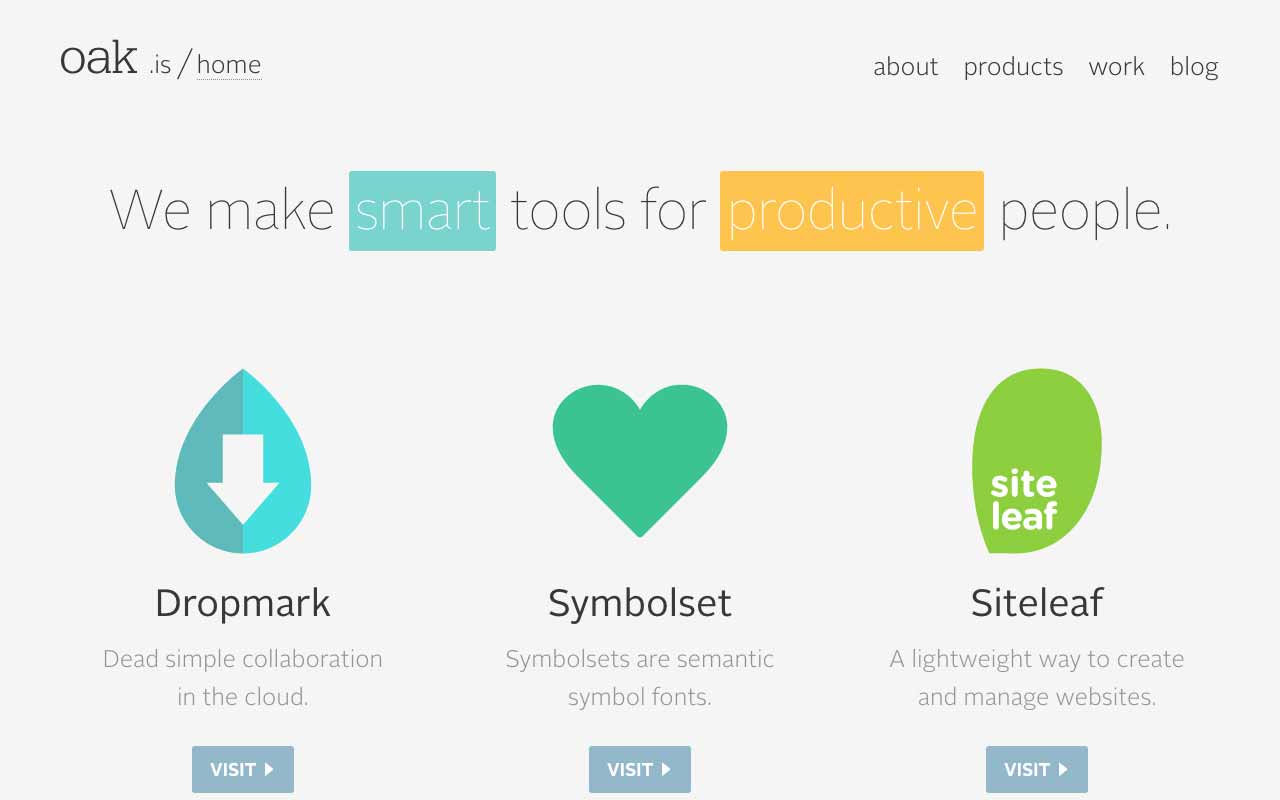 oak .is / home
about products work blog
We make smart tools for productive people.
site
leaf
Dropmark
Symbolset
Siteleaf
Dead simple collaboration
in the cloud.
Symbolsets are semantic
symbol fonts.
A lightweight way to create
and manage websites.
VISIT
VISIT
VISIT